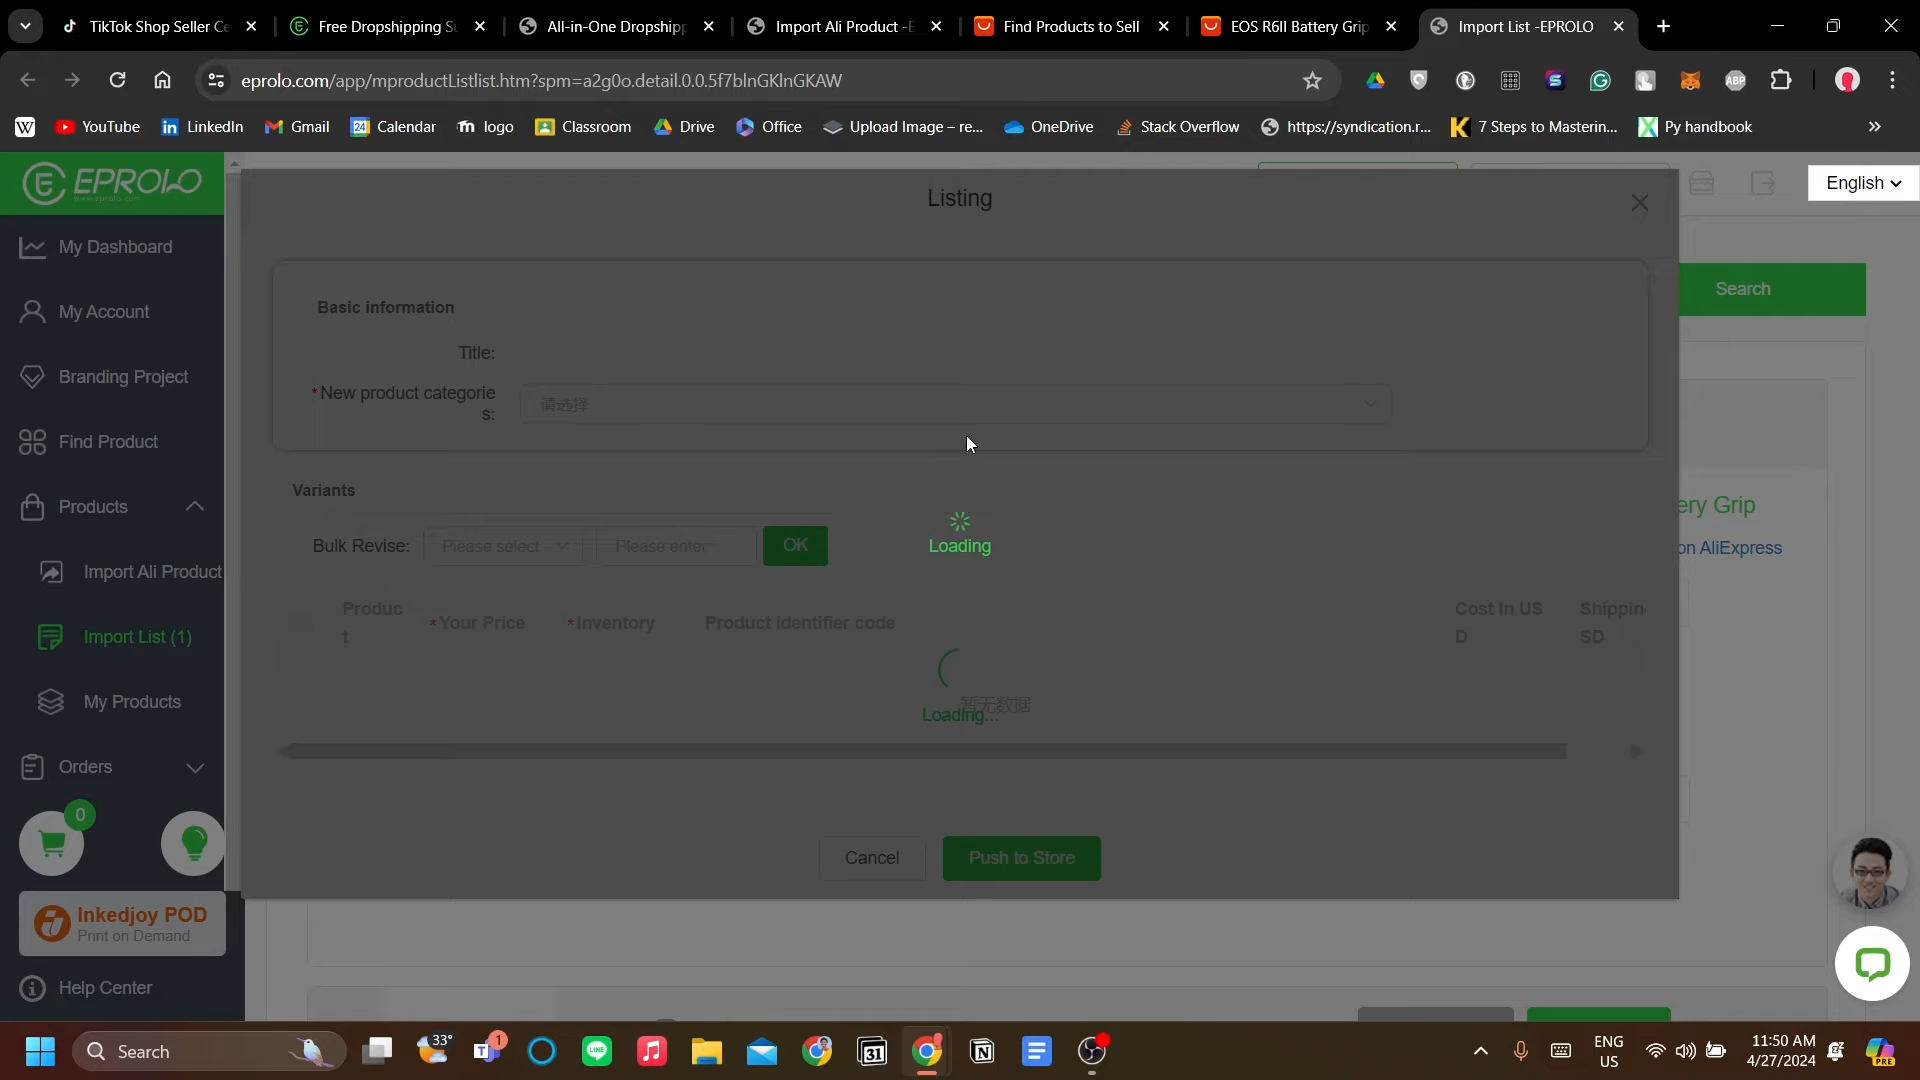 TikTok Shop Seller Ce
Free Dropshipping Su
All-in-One Dropshipp
Import Ali Product -E
Find Products to Sell
EOS R6II Battery Grip
Import List -EPROLO
eprolo.com/app/mproductListlist.htm?spm=a2g0o.detail.0.0.5f7blnGKlnGKAW
YouTube
LinkedIn
Gmail
Calendar
logo
Classroom
Drive
Office
Upload Image – re...
OneDrive
Stack Overflow
https://syndication.r...
7 Steps to Masterin...
Py handbook
EPROLO
www.eprolo.com
English
My Dashboard
My Account
Branding Project
Find Product
Products
Import Ali Product
Import List (1)
My Products
Orders
0
Inkedjoy POD
Print on Demand
Help Center
Listing
Basic information
Title:
*New product categorie
s:
请选择
Variants
Bulk Revise:
Please select
Please enter
OK
Loading
Produc
t
*Your Price
*Inventory
Product identifier code
Cost In US
D
Shippin
SD
暂无数据
Loading...
Cancel
Push to Store
Search
ery Grip
on AliExpress
Search
33°
1
31
ENG
US
11:50 AM
4/27/2024